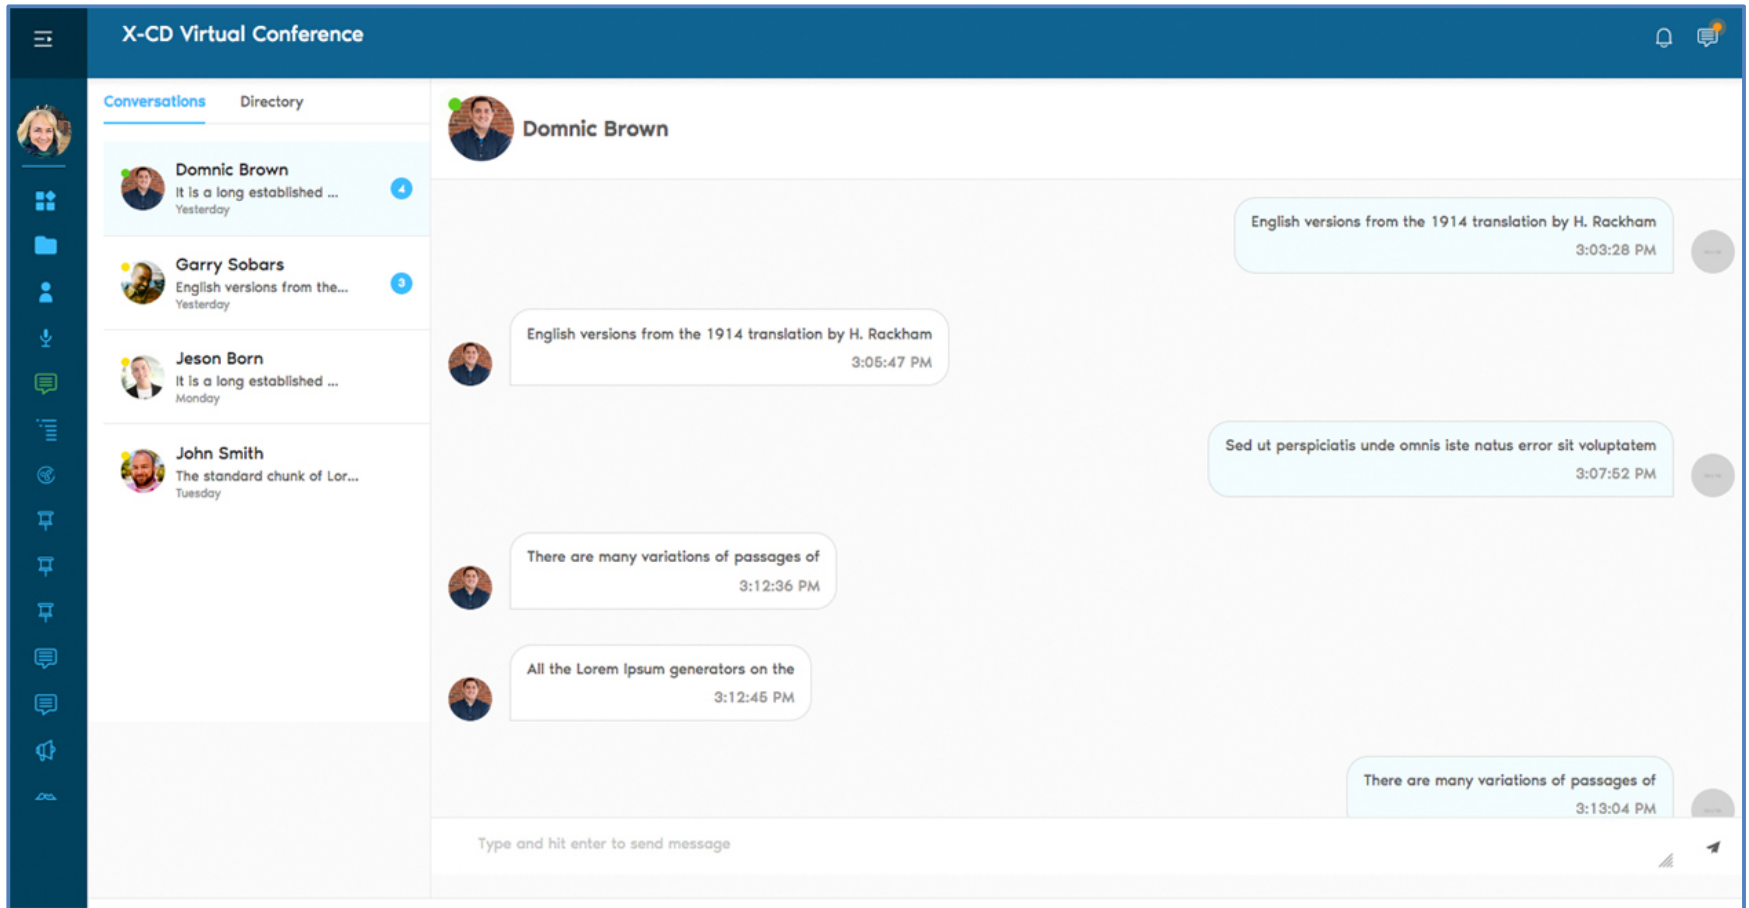 X-CD Virtual Conference
Conversations
Directory
Domnic Brown
It is a long established ...
Yesterday
4
Garry Sobars
English versions from the...
Yesterday
3
Jeson Born
It is a long established ...
Monday
John Smith
The standard chunk of Lor...
Tuesday
Domnic Brown
English versions from the 1914 translation by H. Rackham
3:03:28 PM
English versions from the 1914 translation by H. Rackham
3:05:47 PM
Sed ut perspiciatis unde omnis iste natus error sit voluptatem
3:07:52 PM
There are many variations of passages of
3:12:36 PM
All the Lorem Ipsum generators on the
3:12:45 PM
There are many variations of passages of
3:13:04 PM
Type and hit enter to send message